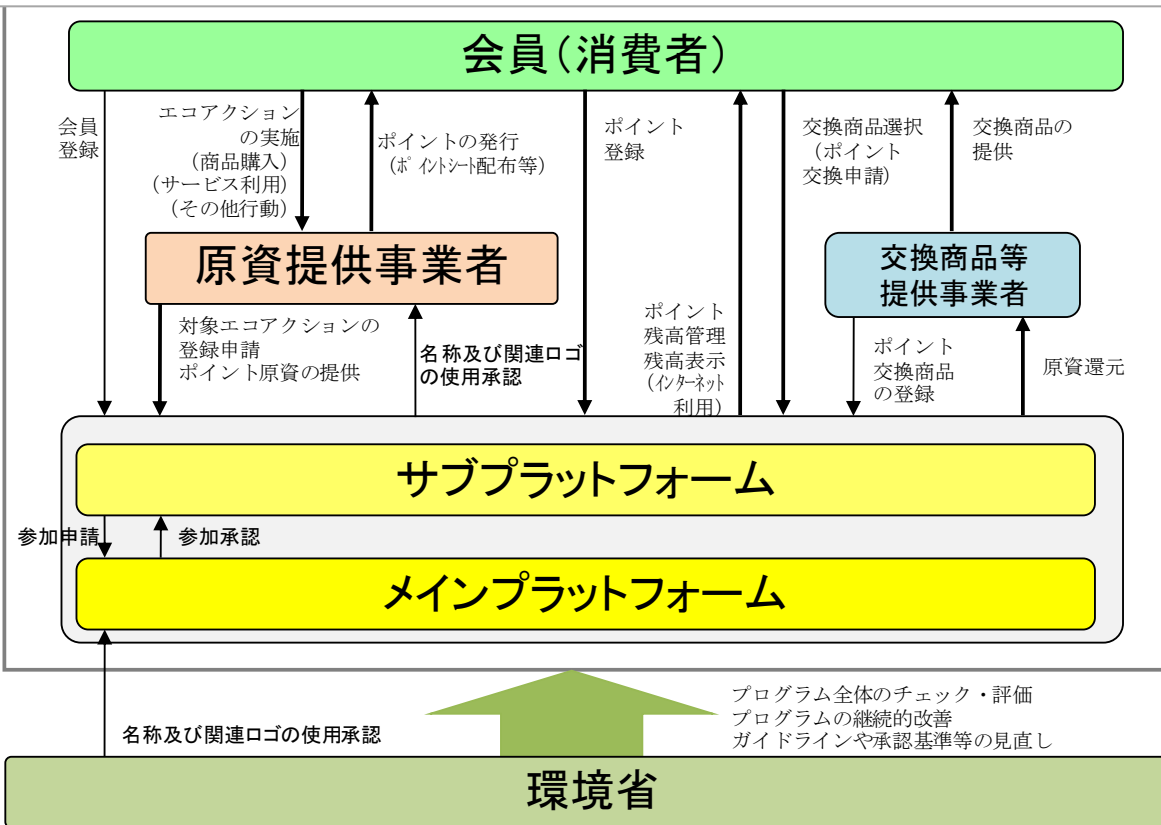 会員(消費者)
会員
登録
エコアクション
の実施
(商品購入)
(サービス利用)
(その他行動)
ポイントの発行
(ポイントシート配布等)
ポイント
登録
交換商品選択
(ポイント
交換申請)
交換商品の
提供
原資提供事業者
交換商品等
提供事業者
対象エコアクションの
登録申請
ポイント原資の提供
名称及び関連ロゴ
の使用承認
ポイント
残高管理
残高表示
(インターネット
利用)
ポイント
交換商品
の登録
原資還元
サブプラットフォーム
参加申請
参加承認
メインプラットフォーム
名称及び関連ロゴの使用承認
プログラム全体のチェック・評価
プログラムの継続的改善
ガイドラインや承認基準等の見直し
環境省